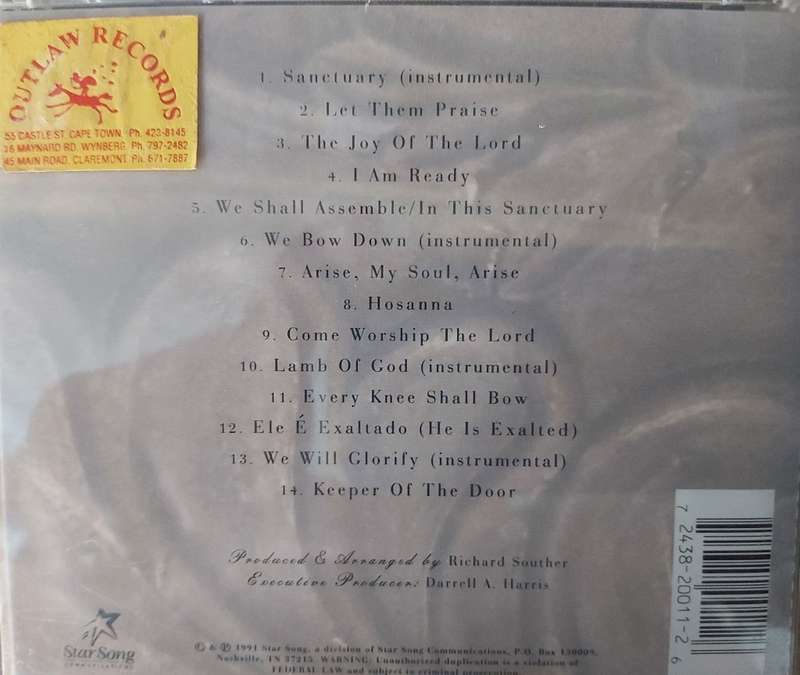 OUTLAW RECORDS
55 CASTLE ST. CAPE TOWN Ph. 423-8145
16 MAYNARD RD. WYNBERG Ph. 797-2482
45 MAIN ROAD, CLAREMONT Ph. 671-7887
1. Sanctuary (instrumental)
2. Let Them Praise
3. The Joy Of The Lord
4. I Am Ready
5. We Shall Assemble/In This Sanctuary
6. We Bow Down (instrumental)
7. Arise, My Soul, Arise
8. Hosanna
9. Come Worship The Lord
10. Lamb Of God (instrumental)
11. Every Knee Shall Bow
12. Ele É Exaltado (He Is Exalted)
13. We Will Glorify (instrumental)
14. Keeper Of The Door
Produced & Arranged by Richard Souther
Executive Producer: Darrell A. Harris
Star Song
COMMUNICATIONS
© & ℗ 1991 Star Song, a division of Star Song Communications, P.O. Box 150009,
Nashville, TN 37215. WARNING: Unauthorized duplication is a violation of
FEDERAL LAW and subject to criminal prosecution.
7 2438-20011-2 6